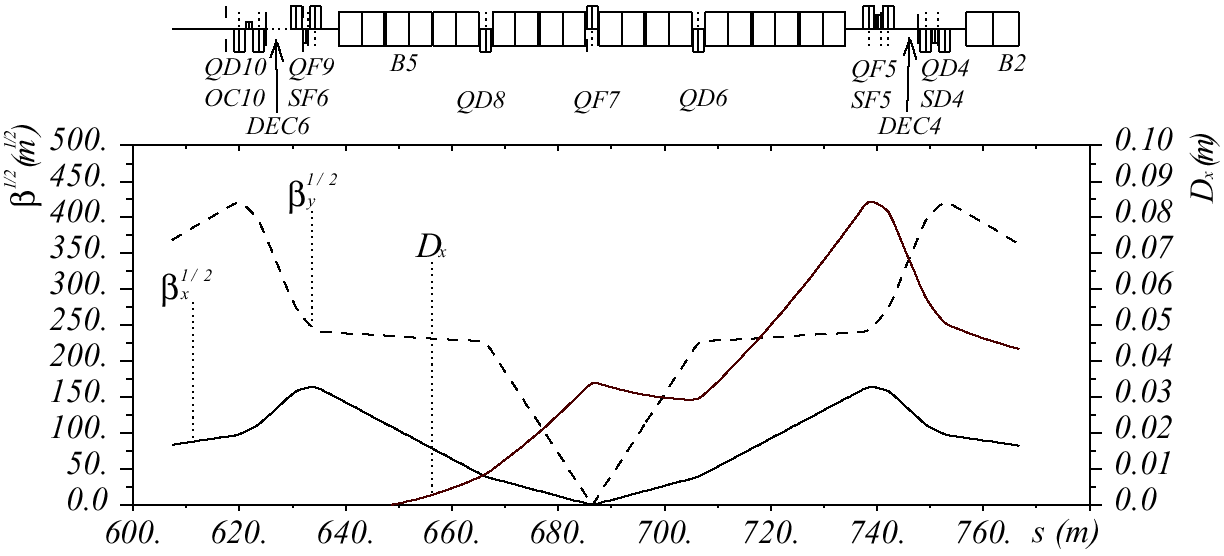 QD10 QF9 B5 QF5 QD4 B2
OC10 SF6 QD8 QF7 QD6 SF5 SD4
DEC6 DEC4
β^1/2 (m^1/2)
500.
450.
400.
350.
300.
250.
200.
150.
100.
50.
0.0
β_y^1/2
D_x
β_x^1/2
0.10
0.09
0.08
0.07
0.06
0.05
0.04
0.03
0.02
0.01
0.0
D_x (m)
600. 620. 640. 660. 680. 700. 720. 740. 760. s (m)